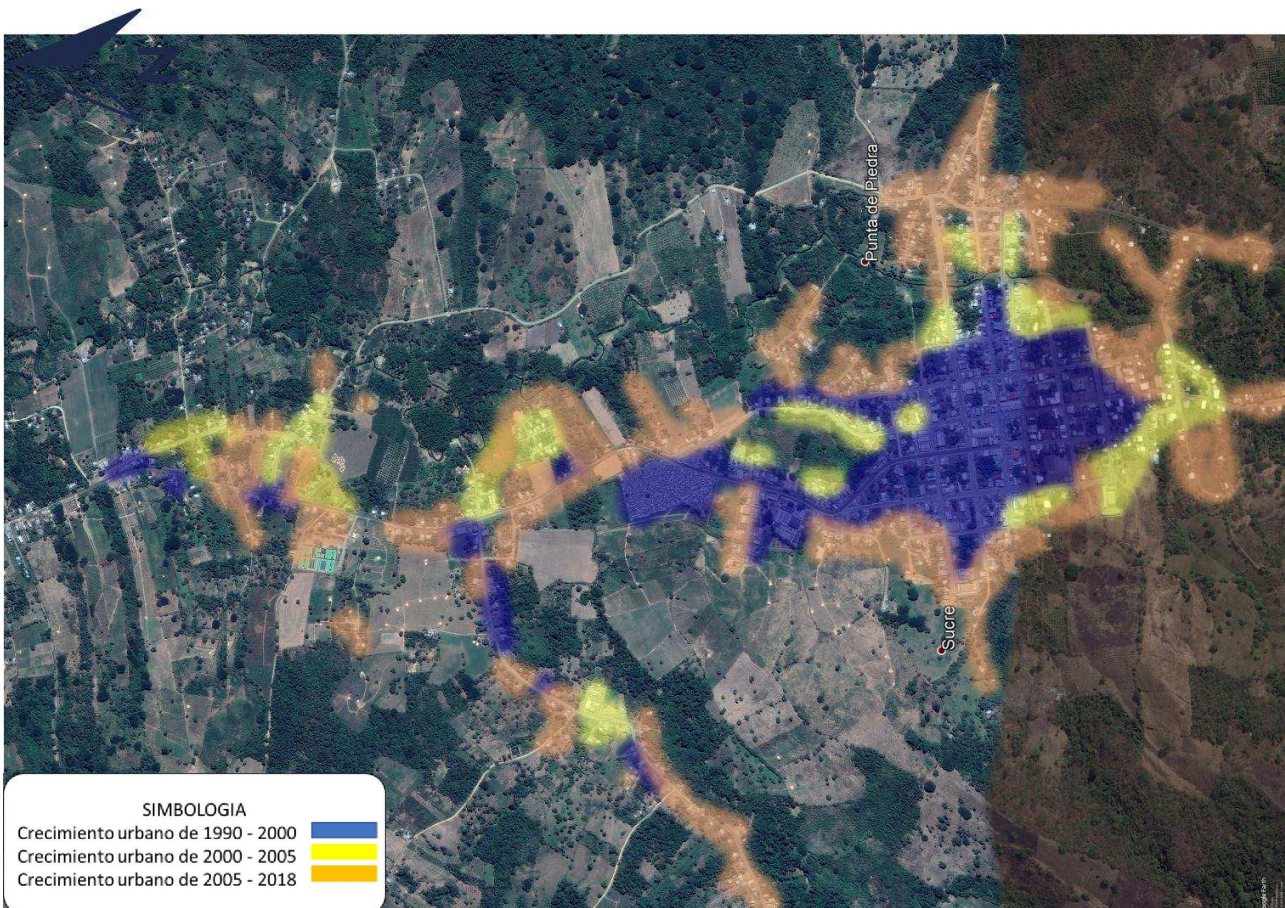 N
Punta de Piedra
Sucre
SIMBOLOGIA
Crecimiento urbano de 1990 - 2000
Crecimiento urbano de 2000 - 2005
Crecimiento urbano de 2005 - 2018